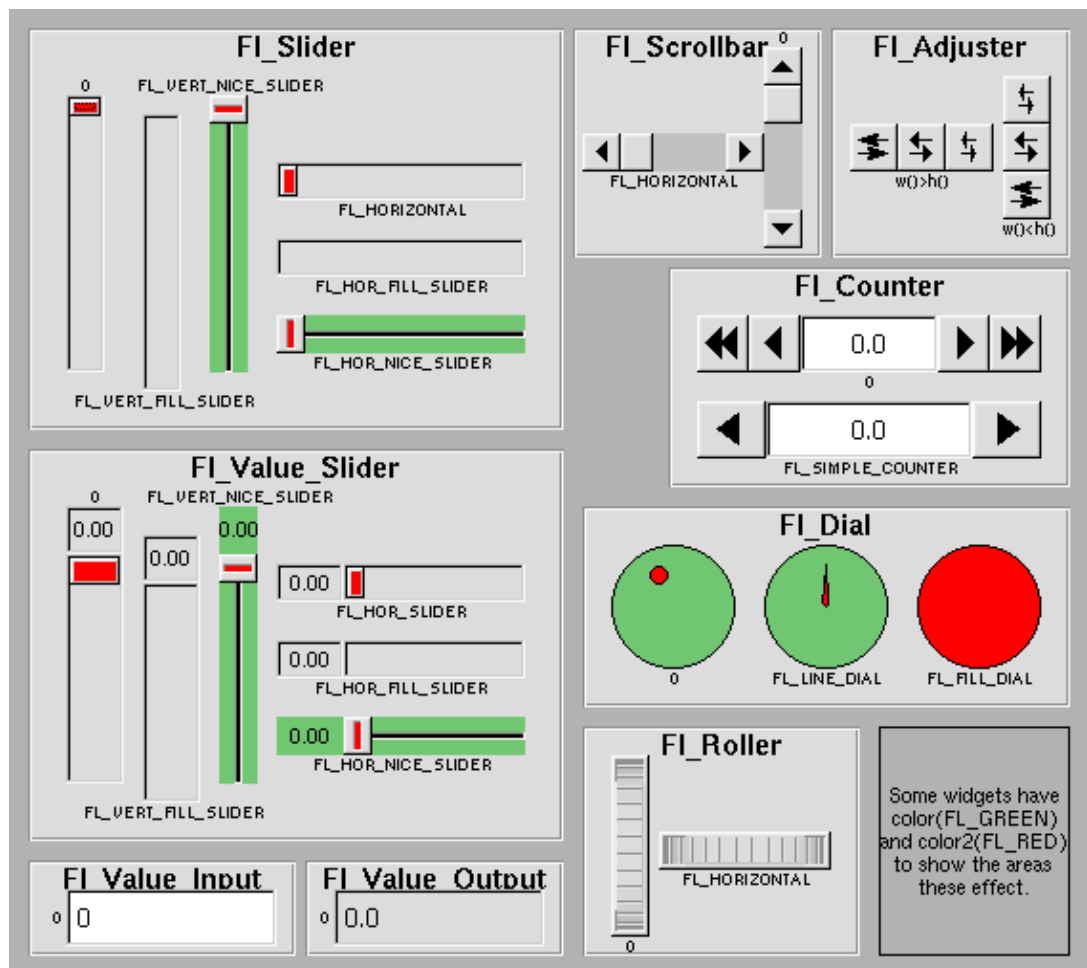 Fl_Slider
0
FL_VERT_NICE_SLIDER
FL_HORIZONTAL
FL_HOR_FILL_SLIDER
FL_HOR_NICE_SLIDER
FL_VERT_FILL_SLIDER
Fl_Scrollbar
0
FL_HORIZONTAL
Fl_Adjuster
w()>h()
w()<h()
Fl_Counter
0.0
0
0.0
FL_SIMPLE_COUNTER
Fl_Value_Slider
0
FL_VERT_NICE_SLIDER
0.00
0.00
0.00
0.00
FL_HOR_SLIDER
0.00
FL_HOR_FILL_SLIDER
0.00
FL_HOR_NICE_SLIDER
FL_VERT_FILL_SLIDER
Fl_Dial
0
FL_LINE_DIAL
FL_FILL_DIAL
Fl_Value_Input
0
0
Fl_Value_Output
0
0.0
Fl_Roller
FL_HORIZONTAL
0
Some widgets have
color(FL_GREEN)
and color2(FL_RED)
to show the areas
these effect.